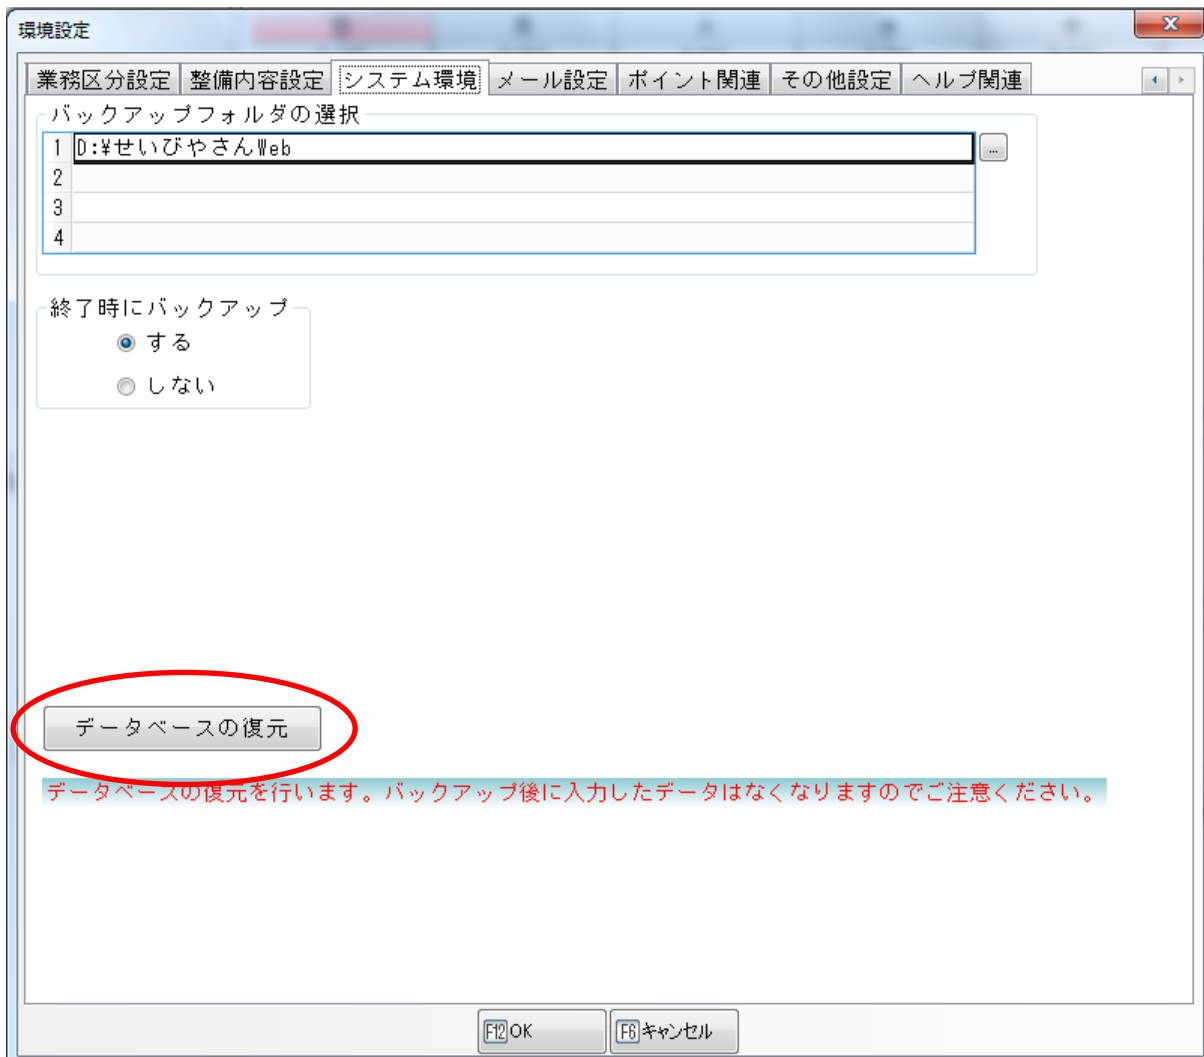 環境設定
業務区分設定 整備内容設定 システム環境 メール設定 ポイント関連 その他設定 ヘルプ関連
バックアップフォルダの選択
1 D:¥せいびやさんWeb
...
2
3
4
終了時にバックアップ
する
しない
データベースの復元
データベースの復元を行います。バックアップ後に入力したデータはなくなりますのでご注意ください。
F12 OK F6 キャンセル